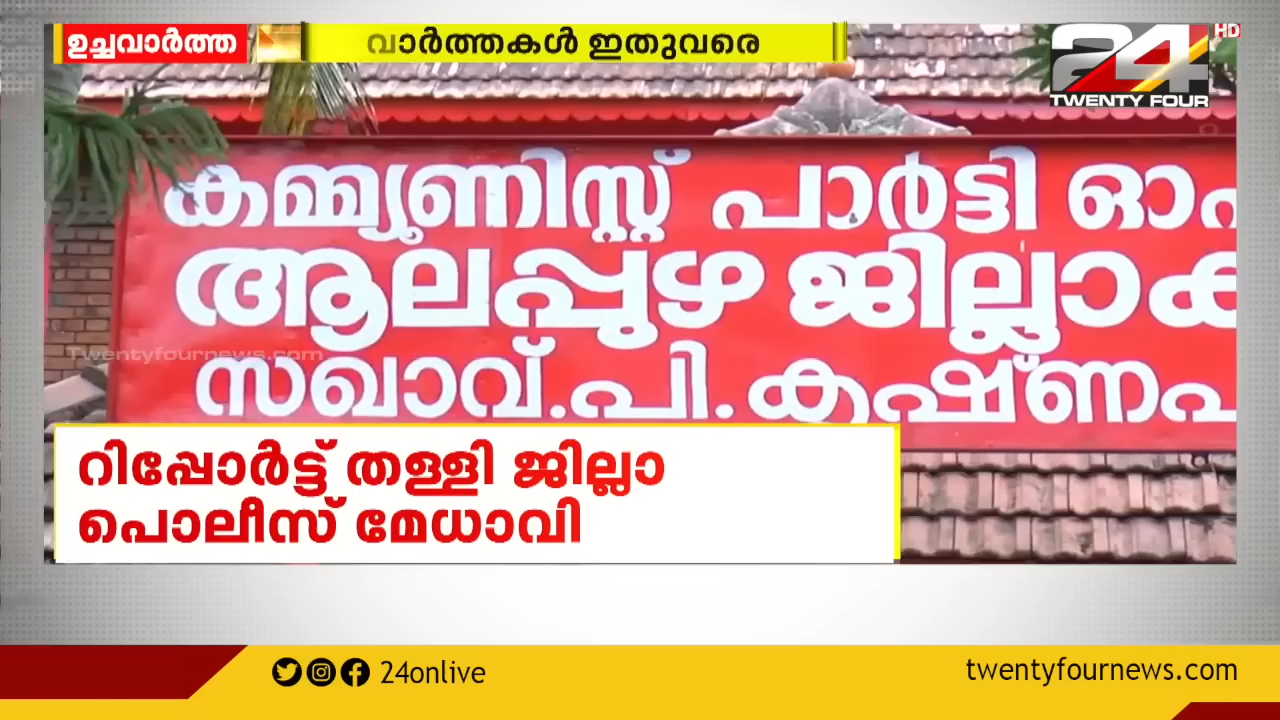 ഉച്ചവാർത്ത
വാർത്തകൾ ഇതുവരെ
24 HD
TWENTY FOUR
കമ്മ്യൂണിസ്റ്റ് പാർട്ടി
ആലപ്പുഴ
സഖാവ്.പി.
Twentyfournews.com
റിപ്പോർട്ട് തള്ളി ജില്ലാ
പൊലീസ് മേധാവി
24onlive
twentyfournews.com